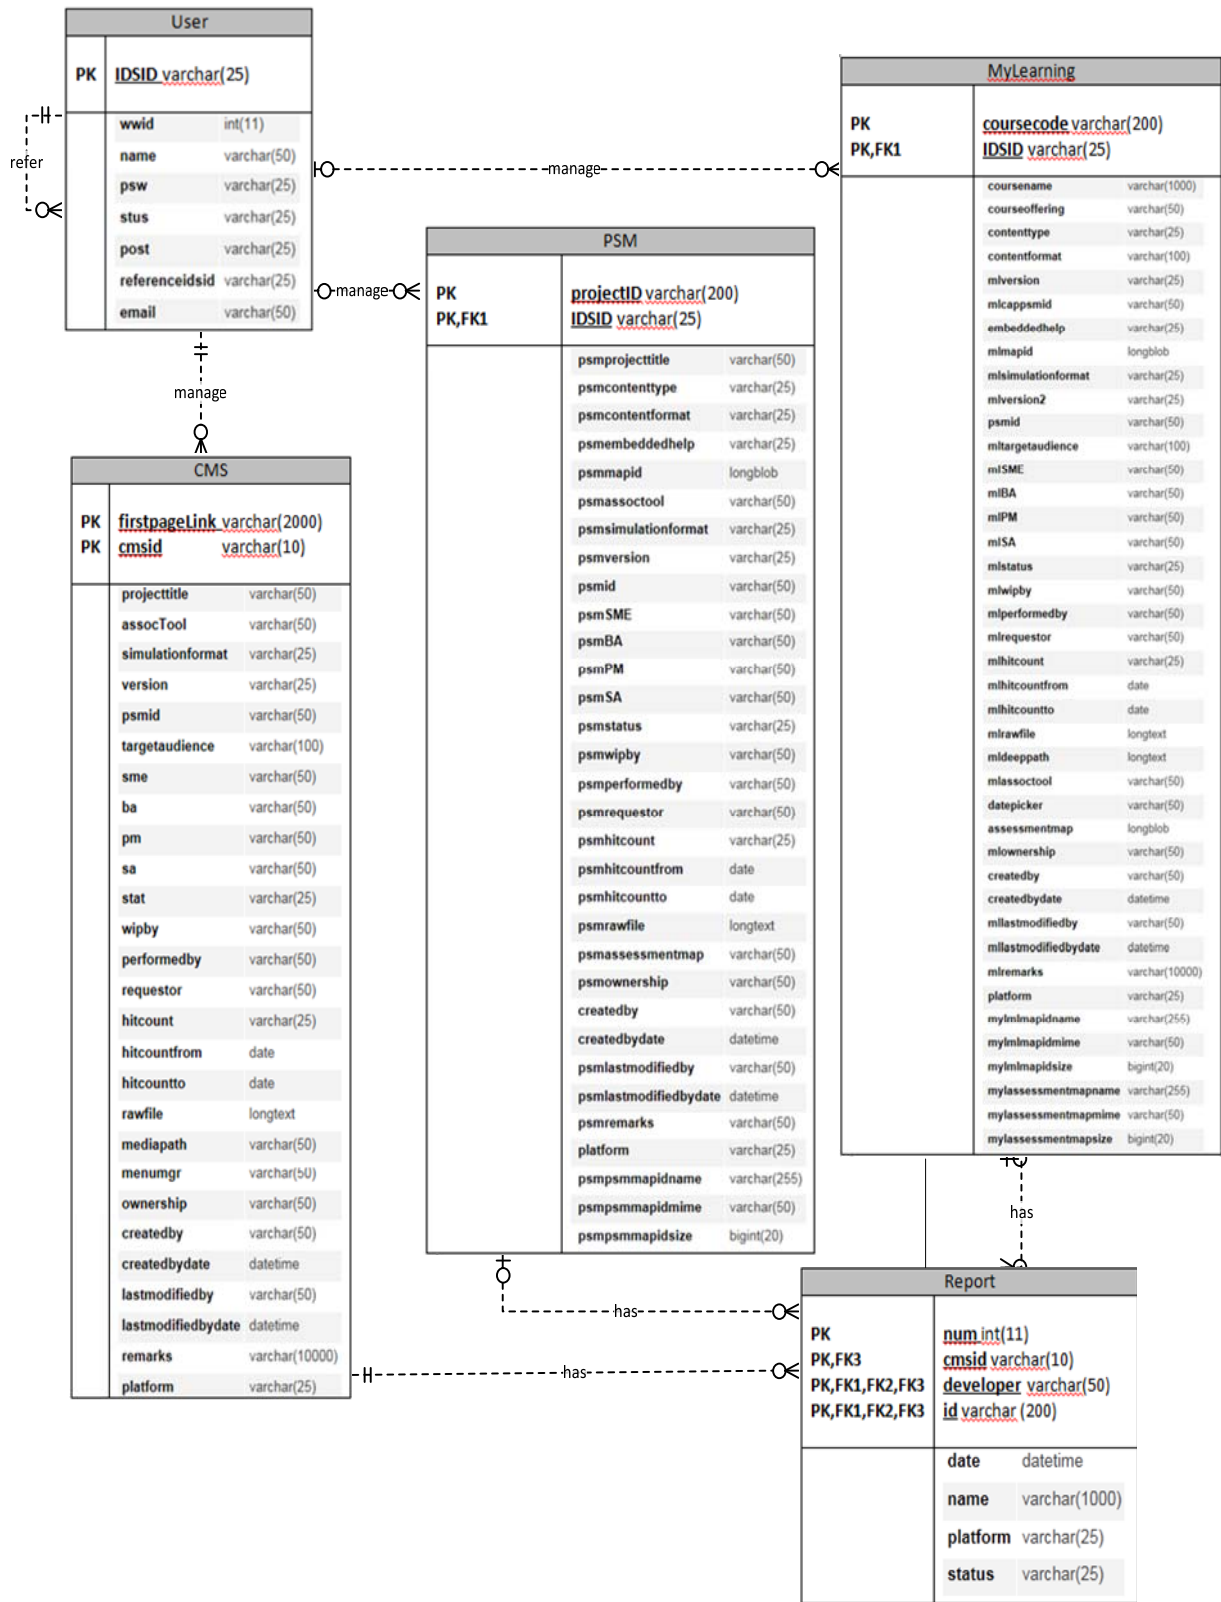 User
PK IDSID varchar(25)
wwid int(11)
name varchar(50)
psw varchar(25)
stus varchar(25)
post varchar(25)
referenceidsid varchar(25)
email varchar(50)
refer
manage
manage
manage
MyLearning
PK coursecode varchar(200)
PK,FK1 IDSID varchar(25)
coursename varchar(1000)
courseoffering varchar(50)
contenttype varchar(25)
contentformat varchar(100)
mlversion varchar(25)
mlcappsmid varchar(50)
embeddedhelp varchar(25)
mlmapid longblob
mlsimulationformat varchar(25)
mlversion2 varchar(25)
psmid varchar(50)
mltargetaudience varchar(100)
mlSME varchar(50)
mlBA varchar(50)
mlPM varchar(50)
mlSA varchar(50)
mlstatus varchar(25)
mlwipby varchar(50)
mlperformedby varchar(50)
mlrequestor varchar(50)
mlhitcount varchar(25)
mlhitcountfrom date
mlhitcountto date
mlrawfile longtext
mldeeppath longtext
mlassoctool varchar(50)
datepicker varchar(50)
assessmentmap longblob
mlownership varchar(50)
createdby varchar(50)
createdbydate datetime
mllastmodifiedby varchar(50)
mllastmodifiedbydate datetime
mlremarks varchar(10000)
platform varchar(25)
mylmlmapidname varchar(255)
mylmlmapidmime varchar(50)
mylmlmapidsize bigint(20)
mylassessmentmapname varchar(255)
mylassessmentmapmime varchar(50)
mylassessmentmapsize bigint(20)
PSM
PK projectID varchar(200)
PK,FK1 IDSID varchar(25)
psmprojecttitle varchar(50)
psmcontenttype varchar(25)
psmcontentformat varchar(25)
psmembeddedhelp varchar(25)
psmmapid longblob
psmassoctool varchar(50)
psmsimulationformat varchar(25)
psmversion varchar(25)
psmid varchar(50)
psmSME varchar(50)
psmBA varchar(50)
psmPM varchar(50)
psmSA varchar(50)
psmstatus varchar(25)
psmwipby varchar(50)
psmperformedby varchar(50)
psmrequestor varchar(50)
psmhitcount varchar(25)
psmhitcountfrom date
psmhitcountto date
psmrawfile longtext
psmassessmentmap varchar(50)
psmownership varchar(50)
createdby varchar(50)
createdbydate datetime
psmlastmodifiedby varchar(50)
psmlastmodifiedbydate datetime
psmremarks varchar(50)
platform varchar(25)
psmpsmmapidname varchar(255)
psmpsmmapidmime varchar(50)
psmpsmmapidsize bigint(20)
CMS
PK firstpageLink varchar(2000)
PK cmsid varchar(10)
projecttitle varchar(50)
assocTool varchar(50)
simulationformat varchar(25)
version varchar(25)
psmid varchar(50)
targetaudience varchar(100)
sme varchar(50)
ba varchar(50)
pm varchar(50)
sa varchar(50)
stat varchar(25)
wipby varchar(50)
performedby varchar(50)
requestor varchar(50)
hitcount varchar(25)
hitcountfrom date
hitcountto date
rawfile longtext
mediapath varchar(50)
menumgr varchar(50)
ownership varchar(50)
createdby varchar(50)
createdbydate datetime
lastmodifiedby varchar(50)
lastmodifiedbydate datetime
remarks varchar(10000)
platform varchar(25)
has
has
has
Report
PK num int(11)
PK,FK3 cmsid varchar(10)
PK,FK1,FK2,FK3 developer varchar(50)
PK,FK1,FK2,FK3 id varchar (200)
date datetime
name varchar(1000)
platform varchar(25)
status varchar(25)